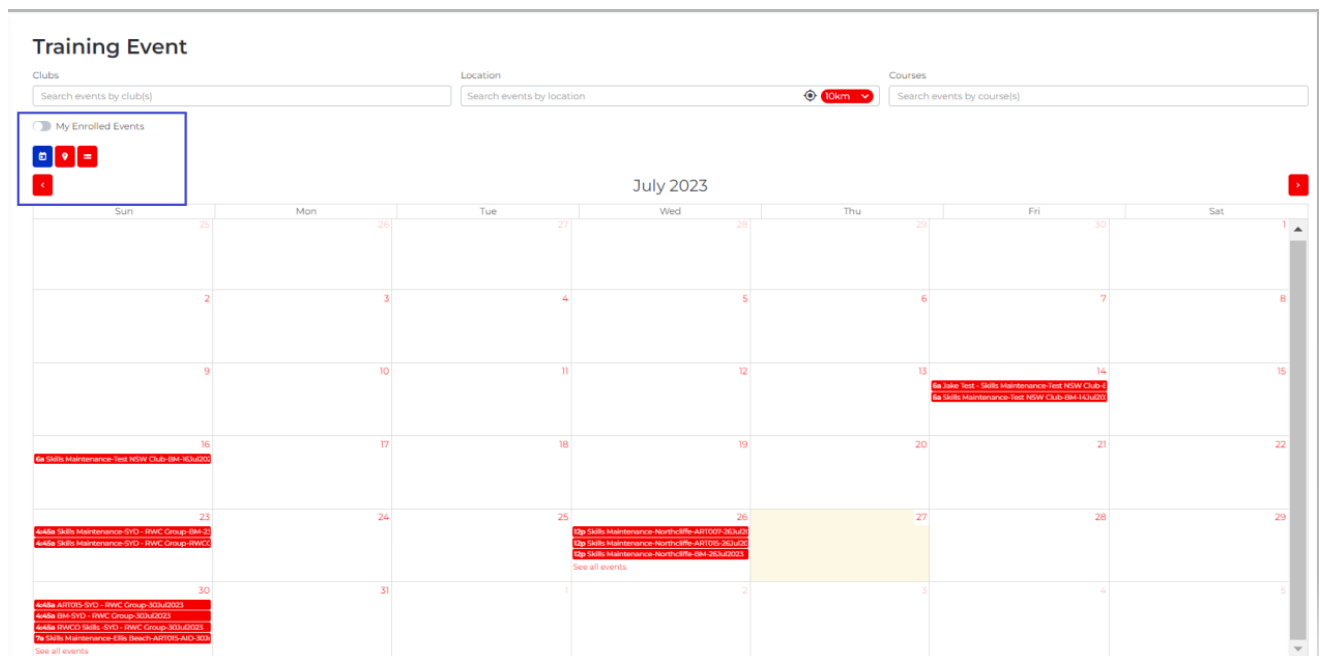 Training Event
Clubs Location Courses
Search events by club(s) Search events by location 10km Search events by course(s)
My Enrolled Events
July 2023
Sun Mon Tue Wed Thu Fri Sat
25 26 27 28 29 30 1
2 3 4 5 6 7 8
9 10 11 12 13 14 15
6a Jake Test - Skills Maintenance-Test NSW Club-
6a Skills Maintenance-Test NSW Club-BM-14Jul20
16 17 18 19 20 21 22
6a Skills Maintenance-Test NSW Club-BM-16Jul202
23 24 25 26 27 28 29
4:45a Skills Maintenance-SYD - RWC Group-BM-23
12p Skills Maintenance-Northcliffe-ART007-26Jul20
4:45a Skills Maintenance-SYD - RWC Group-RWCO
12p Skills Maintenance-Northcliffe-ART015-26Jul20
12p Skills Maintenance-Northcliffe-BM-26Jul2023
See all events
30 31 1 2 3 4 5
4:45a ART015-SYD - RWC Group-30Jul2023
4:45a BM-SYD - RWC Group-30Jul2023
4:45a RWCO Skills -SYD - RWC Group-30Jul2023
7a Skills Maintenance-Ellis Beach-ART015-AID-30Ju
See all events